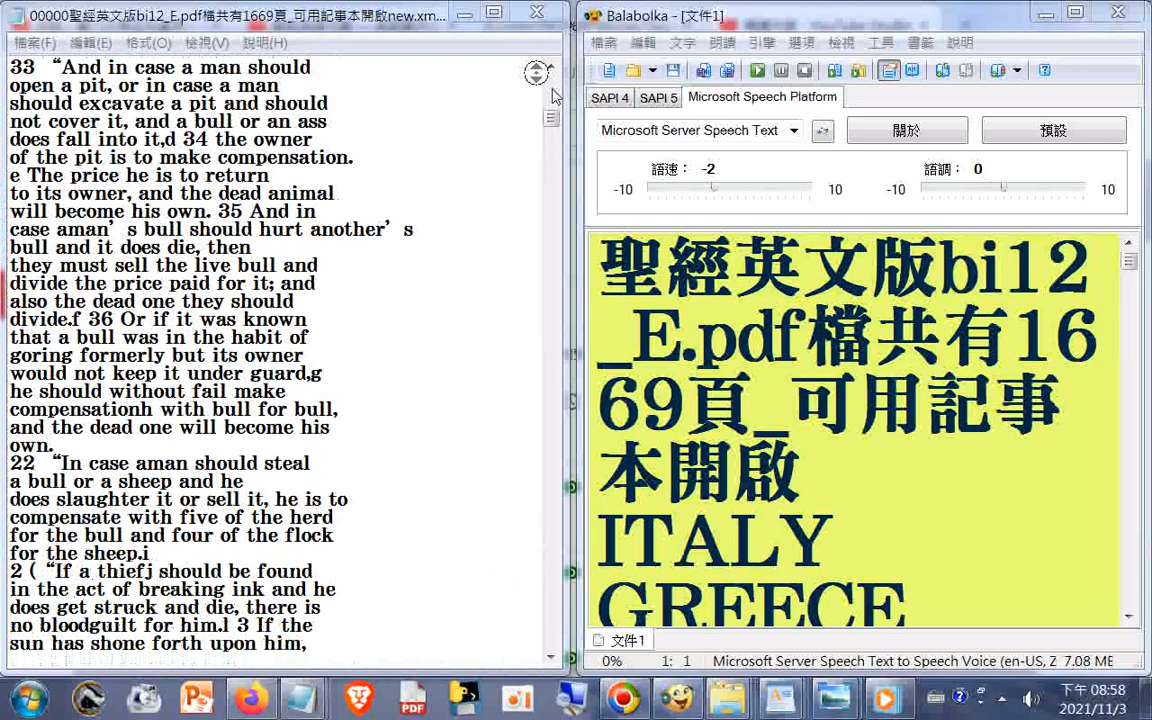 00000聖經英文版bi12_E.pdf檔共有1669頁_可用記事本開啟new.xm...
檔案(F) 編輯(E) 格式(O) 檢視(V) 說明(H)
33 “And in case a man should
open a pit, or in case a man
should excavate a pit and should
not cover it, and a bull or an ass
does fall into it,d 34 the owner
of the pit is to make compensation.
e The price he is to return
to its owner, and the dead animal
will become his own. 35 And in
case aman’s bull should hurt another’s
bull and it does die, then
they must sell the live bull and
divide the price paid for it; and
also the dead one they should
divide.f 36 Or if it was known
that a bull was in the habit of
goring formerly but its owner
would not keep it under guard,g
he should without fail make
compensationh with bull for bull,
and the dead one will become his
own.
22 “In case aman should steal
a bull or a sheep and he
does slaughter it or sell it, he is to
compensate with five of the herd
for the bull and four of the flock
for the sheep.i
2 (“If a thiefj should be found
in the act of breaking ink and he
does get struck and die, there is
no bloodguilt for him.l 3 If the
sun has shone forth upon him,
Balabolka - [文件1]
檔案 編輯 文字 朗讀 引擎 選項 檢視 工具 書籤 說明
SAPI 4 SAPI 5 Microsoft Speech Platform
Microsoft Server Speech Text 關於 預設
語速： -2 語調： 0
-10 10 -10 10
聖經英文版bi12
_E.pdf檔共有16
69頁_可用記事
本開啟
ITALY
GREECE
文件1
0% 1: 1 Microsoft Server Speech Text to Speech Voice (en-US, Z 7.08 ME
下午 08:58
2021/11/3